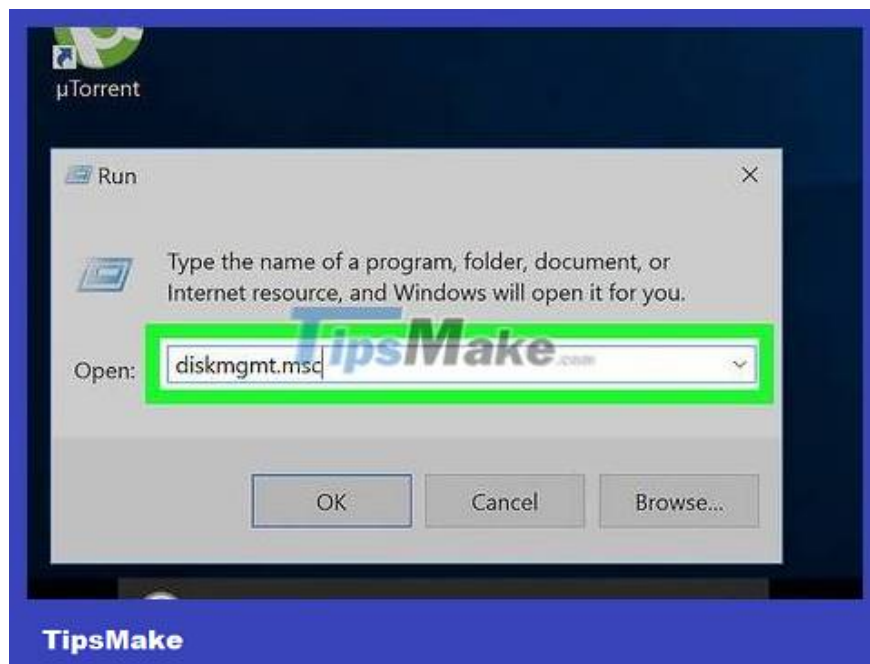 µTorrent
Run
Type the name of a program, folder, document, or
Internet resource, and Windows will open it for you.
TipsMake.com
Open: diskmgmt.msc
OK Cancel Browse...
TipsMake